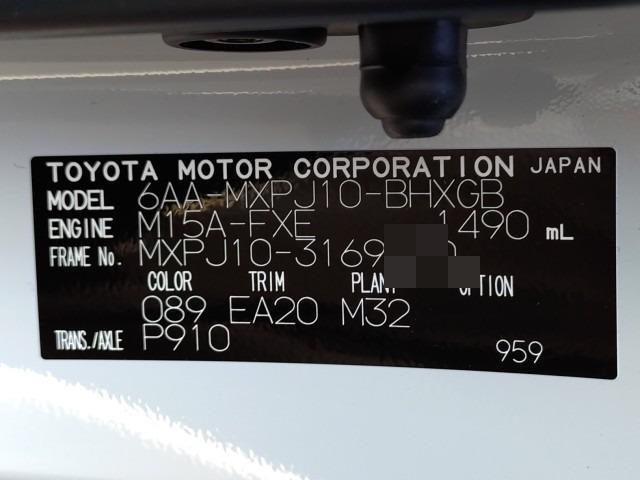 TOYOTA MOTOR CORPORATION JAPAN
MODEL 6AA-MXPJ10-BHXGB
ENGINE M15A-FXE 1490 mL
FRAME No. MXPJ10-3169
COLOR TRIM PLANT OPTION
089 EA20 M32
TRANS./AXLE P910
959